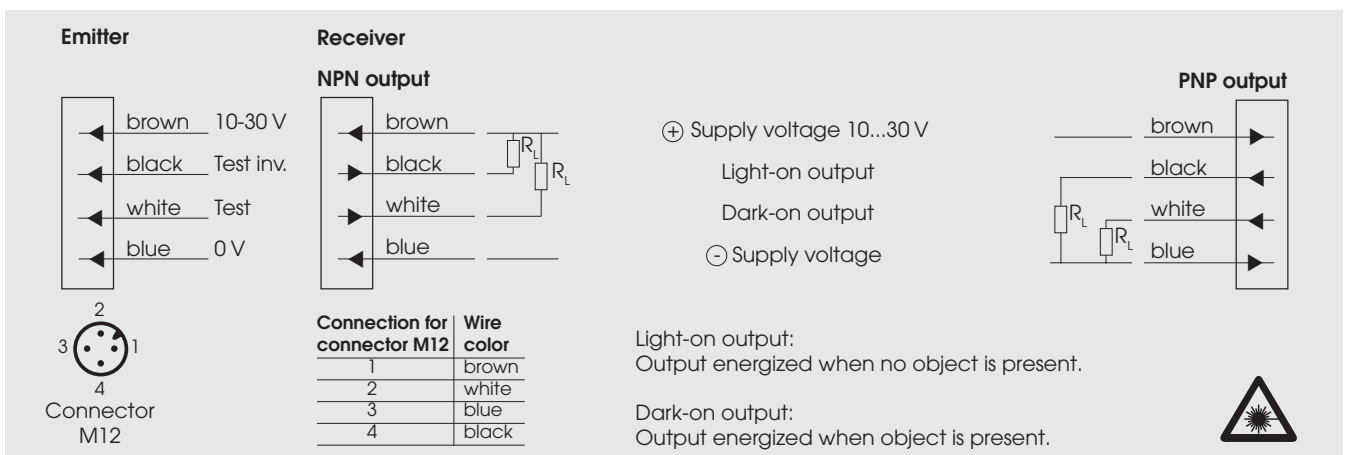 Emitter
Receiver
NPN output
PNP output
brown 10-30 V
black Test inv.
white Test
blue 0 V
brown
black
white
blue
R_L
R_L
+ Supply voltage 10...30 V
Light-on output
Dark-on output
- Supply voltage
brown
black
white
blue
R_L
R_L
2
3 1
4
Connector
M12
Connection for Wire
connector M12 color
1 brown
2 white
3 blue
4 black
Light-on output:
Output energized when no object is present.
Dark-on output:
Output energized when object is present.